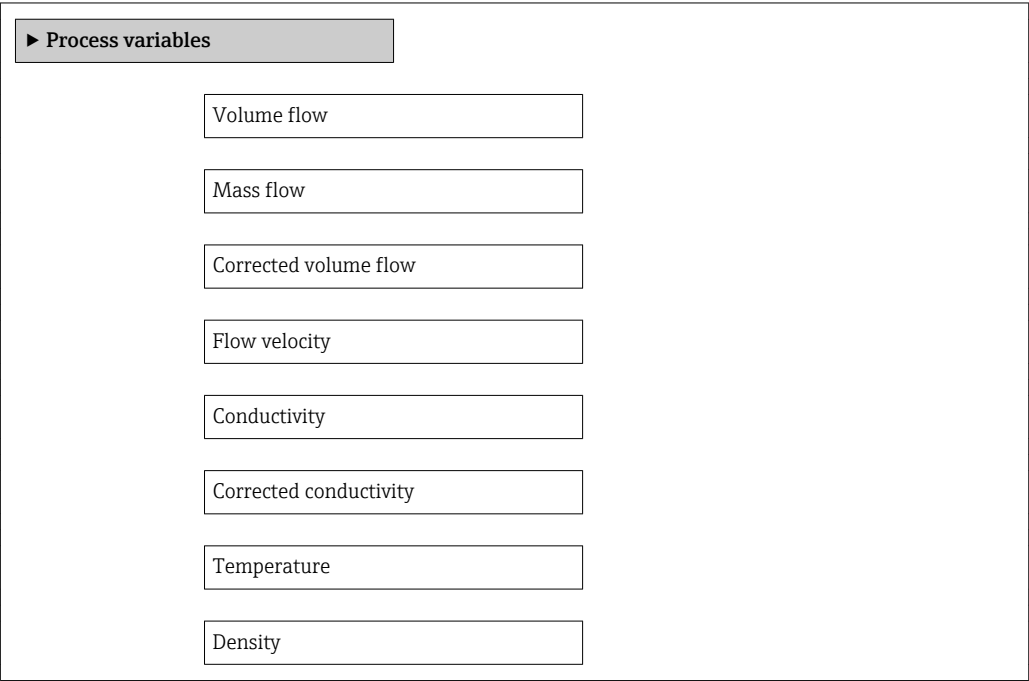 ▶ Process variables
Volume flow
Mass flow
Corrected volume flow
Flow velocity
Conductivity
Corrected conductivity
Temperature
Density